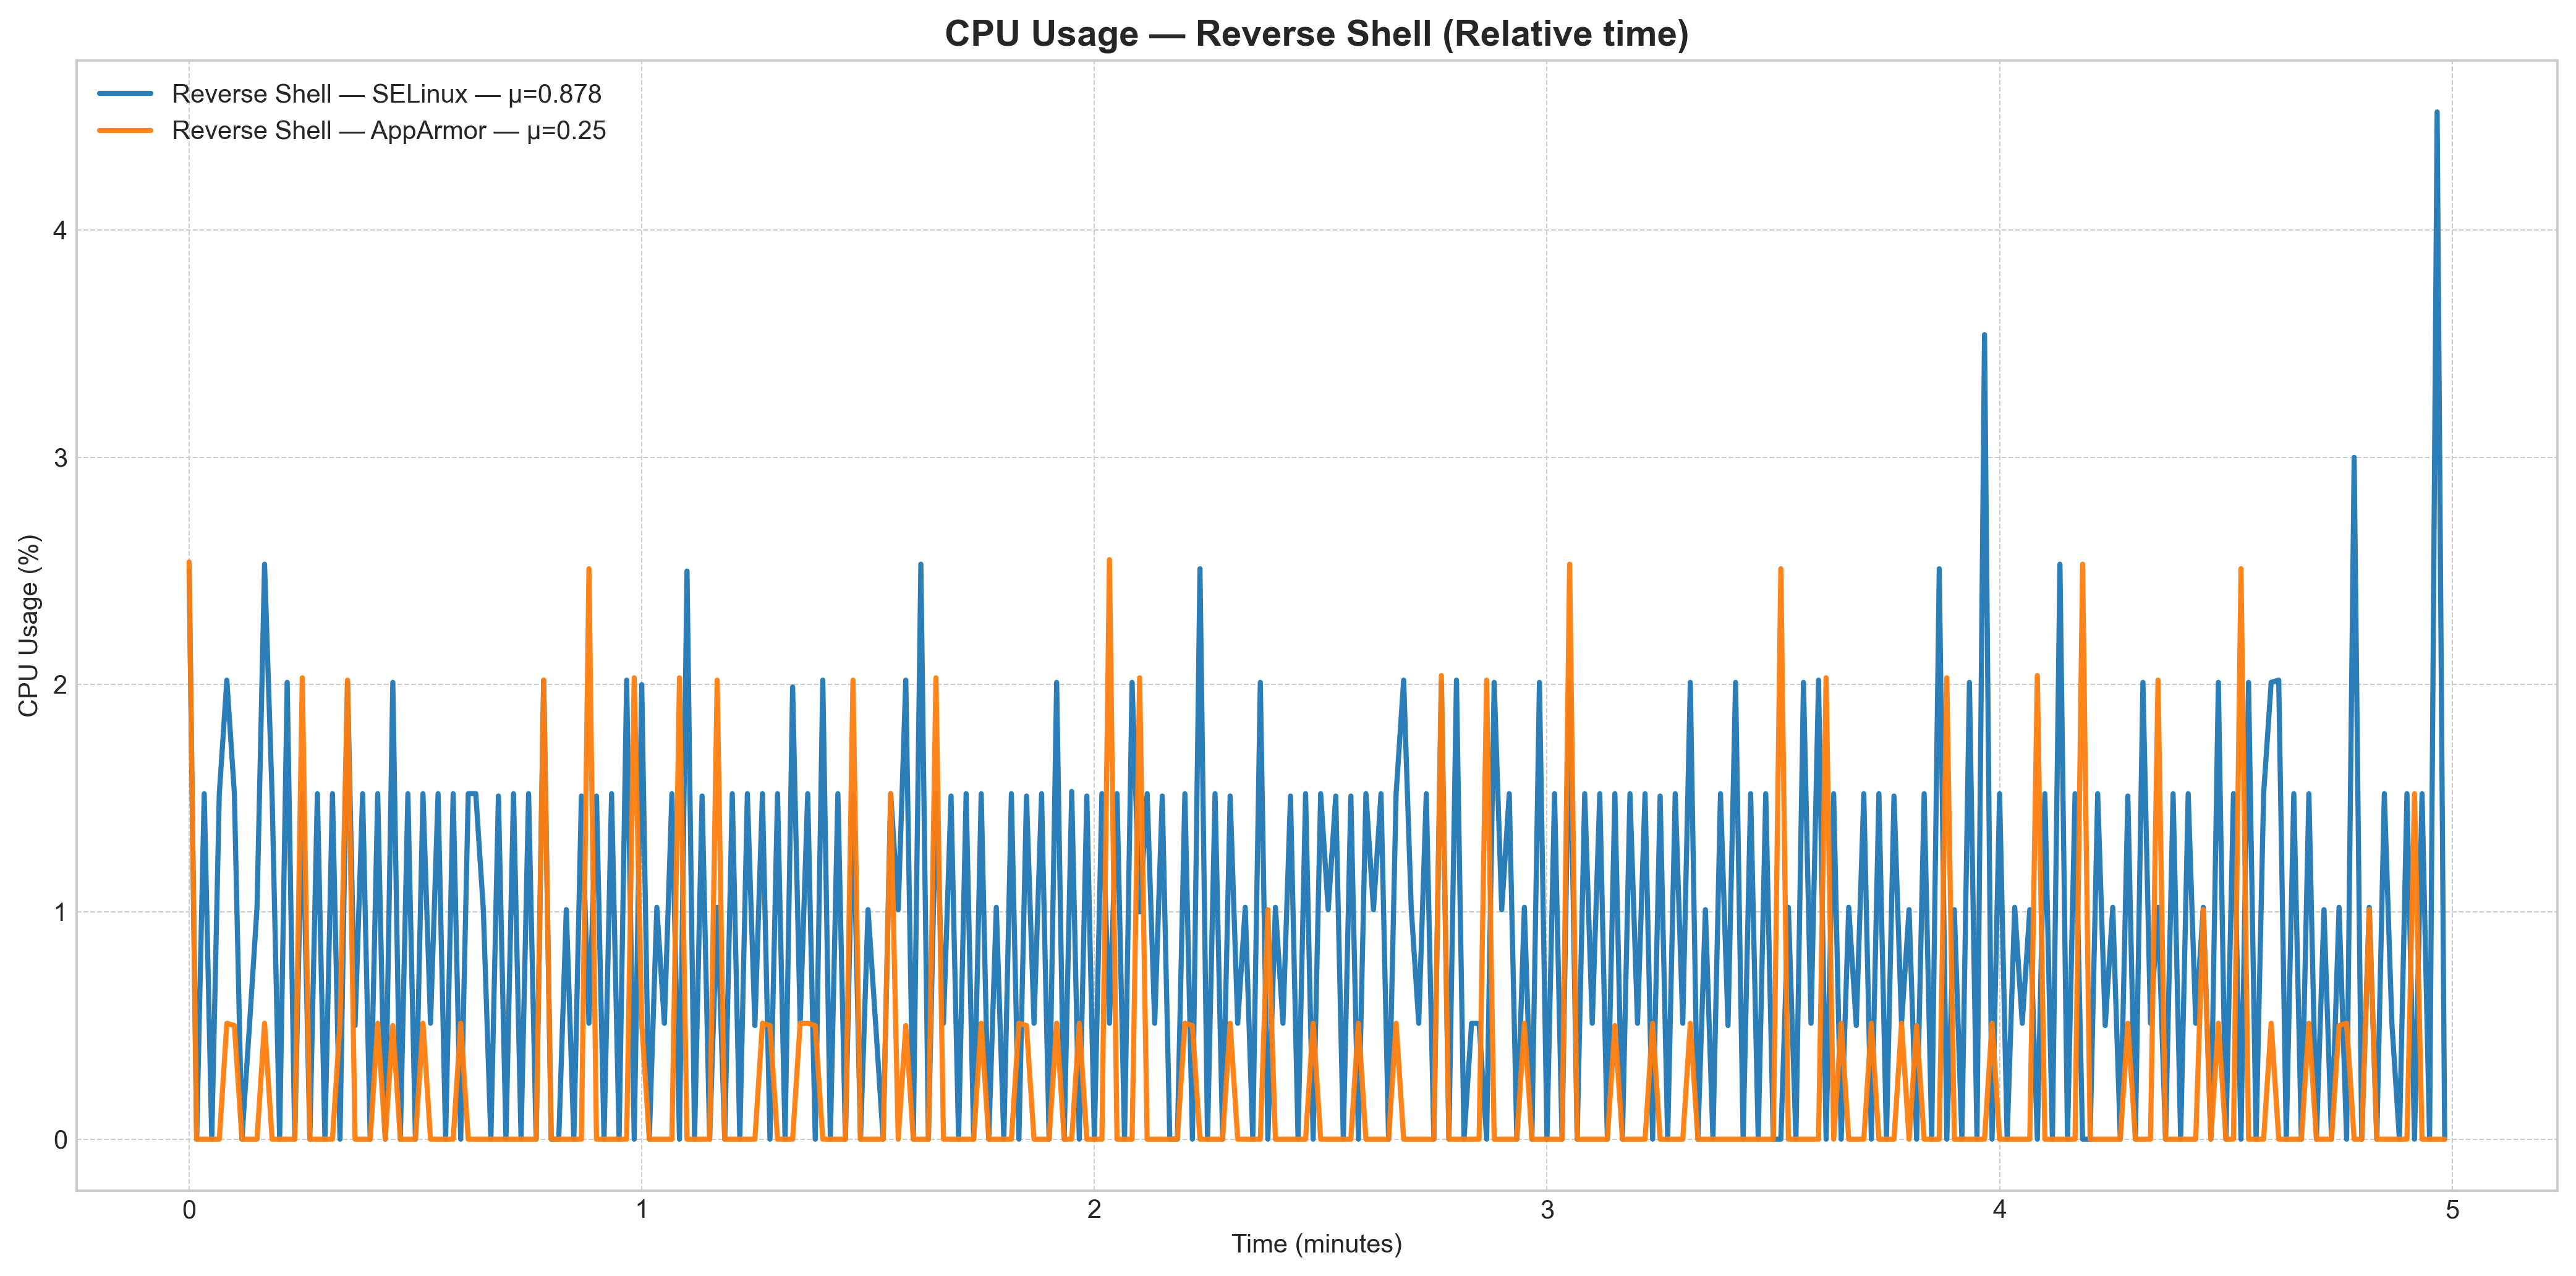 CPU Usage — Reverse Shell (Relative time)
Reverse Shell — SELinux — μ=0.878
Reverse Shell — AppArmor — μ=0.25
CPU Usage (%)
4
3
2
1
0
0 1 2 3 4 5
Time (minutes)